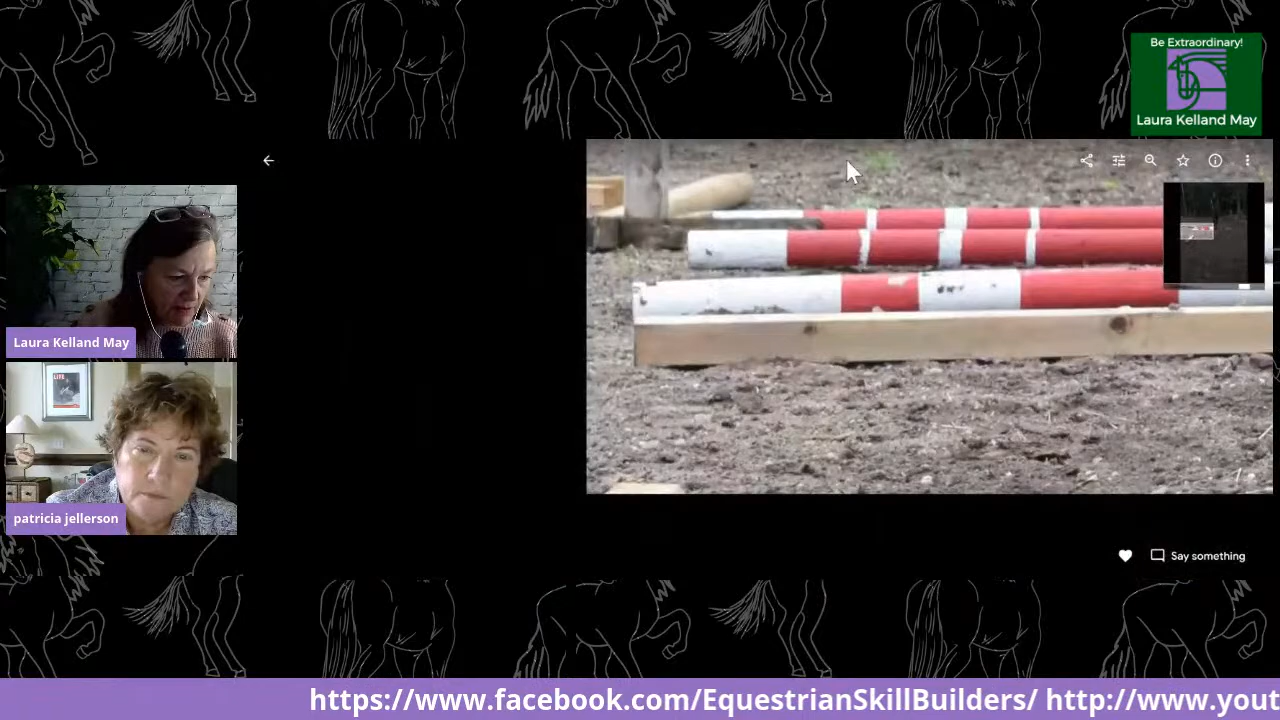 Be Extraordinary!
Laura Kelland May
Laura Kelland May
LIFE
patricia jellerson
Say something
https://www.facebook.com/EquestrianSkillBuilders/ http://www.yout